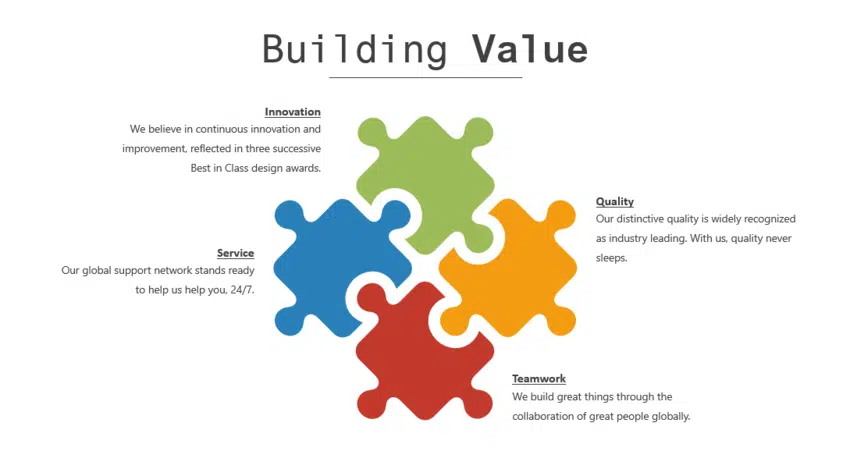 Building Value
Innovation
We believe in continuous innovation and
improvement, reflected in three successive
Best in Class design awards.
Quality
Our distinctive quality is widely recognized
as industry leading. With us, quality never
sleeps.
Service
Our global support network stands ready
to help us help you, 24/7.
Teamwork
We build great things through the
collaboration of great people globally.